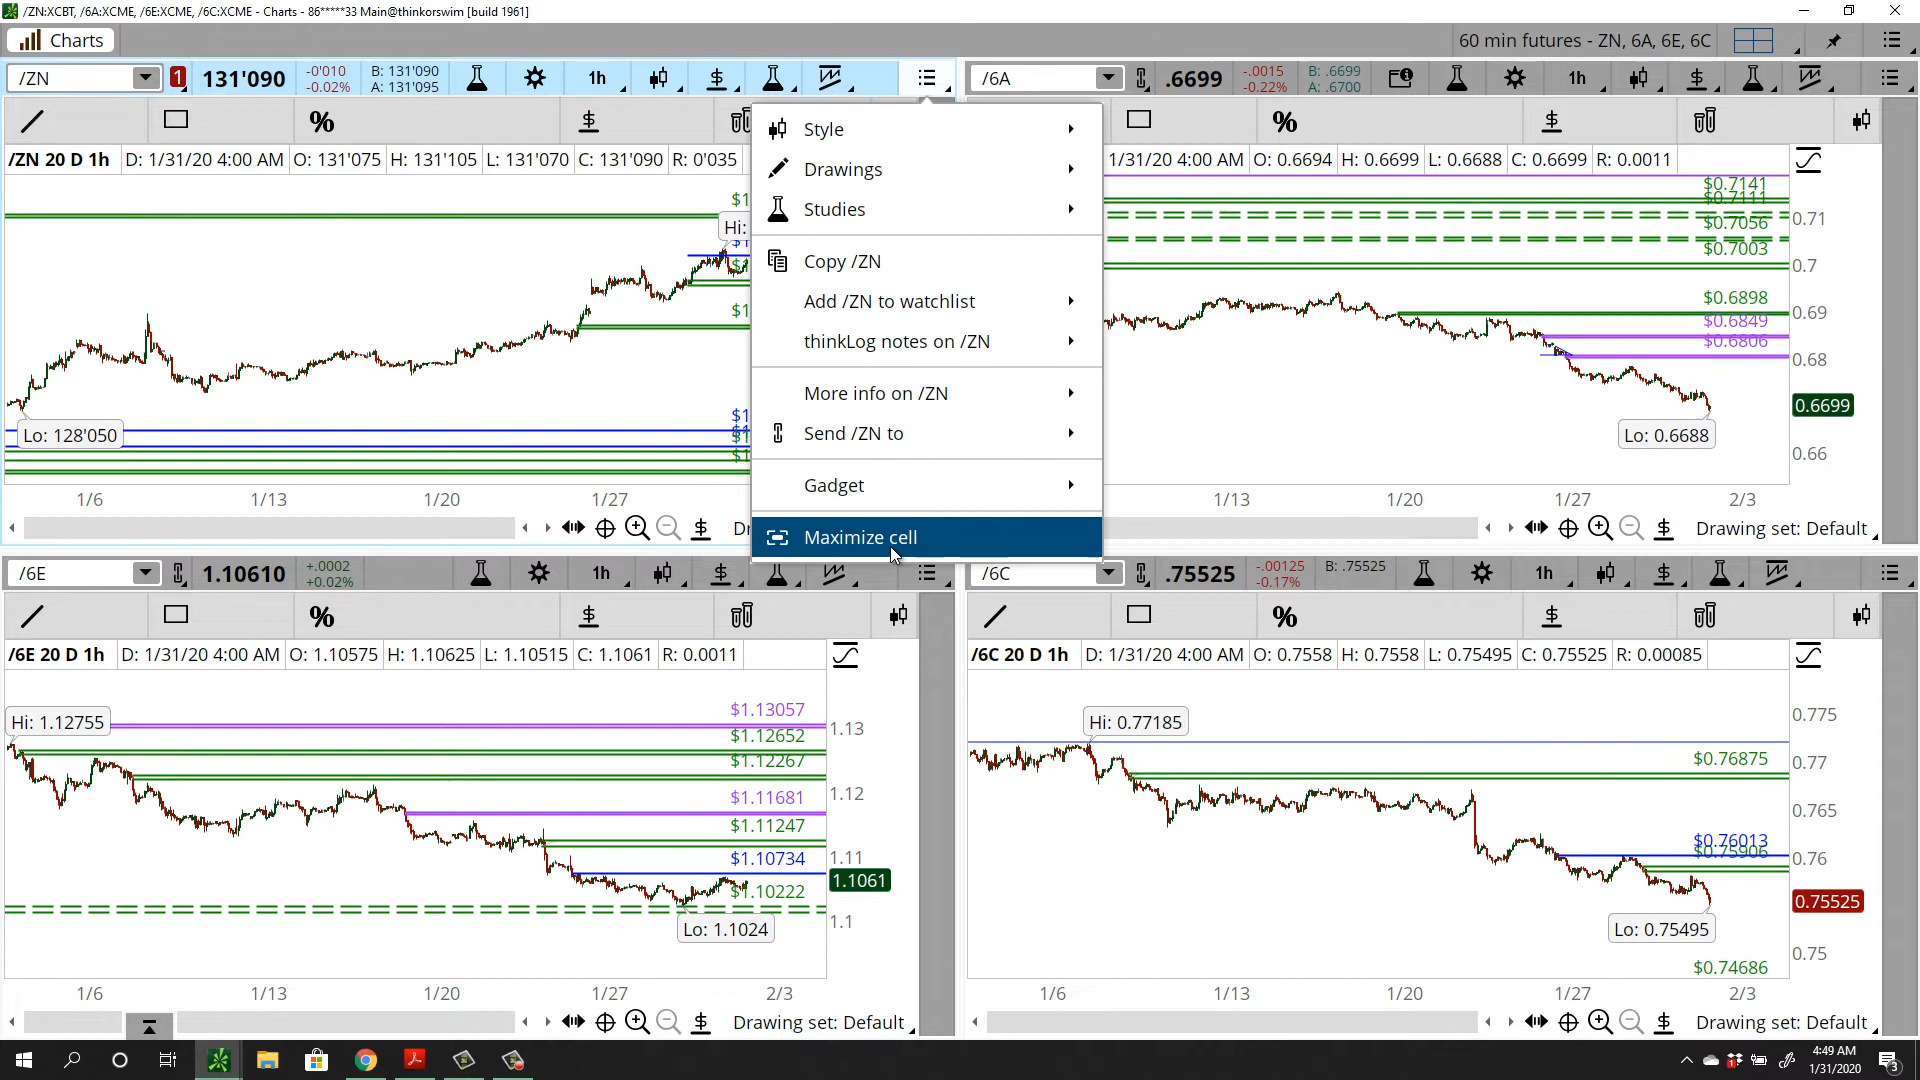 /ZN:XCBT, /6A:XCME, /6E:XCME, /6C:XCME - Charts - 86*****33 Main@thinkorswim [build 1961]
Charts
60 min futures - ZN, 6A, 6E, 6C
/ZN
1
131'090
-0'010
-0.02%
B: 131'090
A: 131'095
1h
/6A
.6699
-.0015
-0.22%
B: .6699
A: .6700
1h
%
$
%
$
/ZN 20 D 1h
D: 1/31/20 4:00 AM
O: 131'075
H: 131'105
L: 131'070
C: 131'090
R: 0'035
1/31/20 4:00 AM
O: 0.6694
H: 0.6699
L: 0.6688
C: 0.6699
R: 0.0011
Style
Drawings
Studies
Copy /ZN
Add /ZN to watchlist
thinkLog notes on /ZN
More info on /ZN
Send /ZN to
Gadget
Maximize cell
Hi:
Lo: 128'050
1/6
1/13
1/20
1/27
$0.7141
$0.7111
$0.7056
$0.7003
$0.6898
$0.6849
$0.6806
0.71
0.7
0.69
0.68
0.6699
0.66
Lo: 0.6688
1/13
1/20
1/27
2/3
Drawing set: Default
/6E
1.10610
+.0002
+0.02%
1h
/6C
.75525
-.00125
-0.17%
B: .75525
1h
%
$
%
$
/6E 20 D 1h
D: 1/31/20 4:00 AM
O: 1.10575
H: 1.10625
L: 1.10515
C: 1.1061
R: 0.0011
/6C 20 D 1h
D: 1/31/20 4:00 AM
O: 0.7558
H: 0.7558
L: 0.75495
C: 0.75525
R: 0.00085
Hi: 1.12755
$1.13057
$1.12652
$1.12267
$1.11681
$1.11247
$1.10734
$1.10222
Lo: 1.1024
1.13
1.12
1.11
1.1061
1.1
1/6
1/13
1/20
1/27
2/3
Drawing set: Default
Hi: 0.77185
$0.76875
$0.76013
$0.75906
$0.74686
Lo: 0.75495
0.775
0.77
0.765
0.76
0.75525
0.75
1/6
1/13
1/20
1/27
2/3
Drawing set: Default
4:49 AM
1/31/2020
3